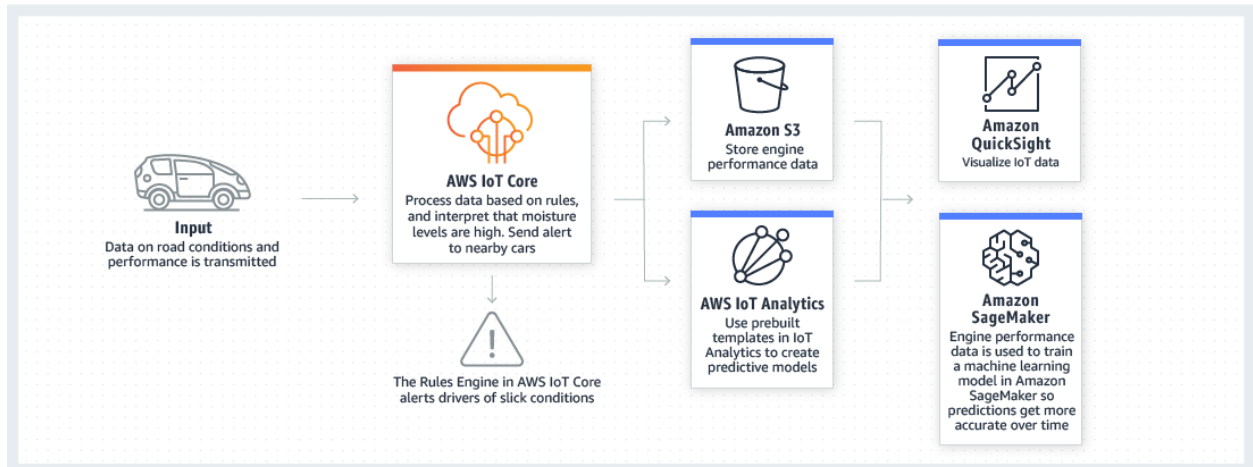 Input
Data on road conditions and
performance is transmitted
AWS IoT Core
Process data based on rules,
and interpret that moisture
levels are high. Send alert
to nearby cars
The Rules Engine in AWS IoT Core
alerts drivers of slick conditions
Amazon S3
Store engine
performance data
AWS IoT Analytics
Use prebuilt
templates in IoT
Analytics to create
predictive models
Amazon
QuickSight
Visualize IoT data
Amazon
SageMaker
Engine performance
data is used to train
a machine learning
model in Amazon
SageMaker so
predictions get more
accurate over time